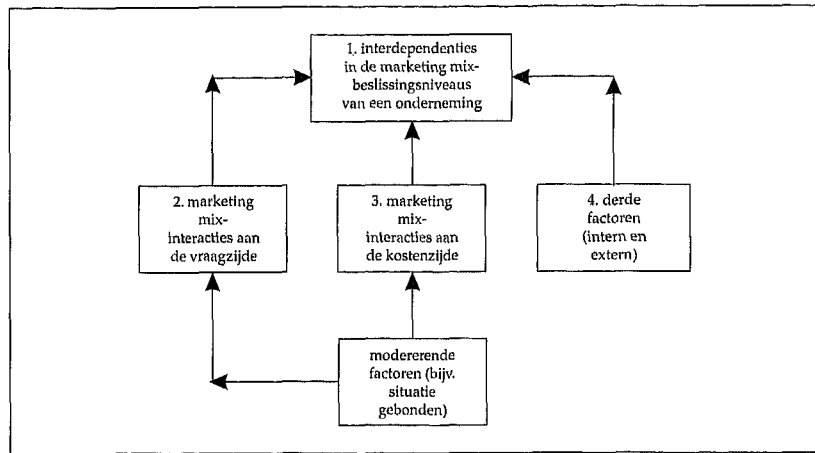 1. interdependenties
in de marketing mix-
beslissingsniveaus
van een onderneming
2. marketing
mix-
interacties aan
de vraagzijde
3. marketing
mix-
interacties aan
de kostenzijde
4. derde
factoren
(intern en
extern)
modererende
factoren (bijv.
situatie
gebonden)